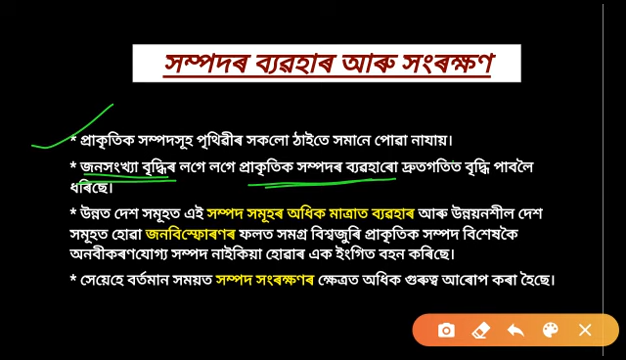 সম্পদৰ ব্যৱহাৰ আৰু সংৰক্ষণ
* প্ৰাকৃতিক সম্পদসূহ পৃথিৱীৰ সকলো ঠাইতে সমানে পোৱা নাযায়।
* জনসংখ্যা বৃদ্ধিৰ লগে লগে প্ৰাকৃতিক সম্পদৰ ব্যৱহাৰো দ্ৰুতগতিত বৃদ্ধি পাবলৈ
ধৰিছে।
* উন্নত দেশ সমূহত এই সম্পদ সমূহৰ অধিক মাত্ৰাত ব্যৱহাৰ আৰু উন্নয়নশীল দেশ
সমূহত হোৱা জনবিস্ফোৰণৰ ফলত সমগ্ৰ বিশ্বজুৰি প্ৰাকৃতিক সম্পদ বিশেষকৈ
অনবীকৰণযোগ্য সম্পদ নাইকিয়া হোৱাৰ এক ইংগিত বহন কৰিছে।
* সেয়েহে বৰ্তমান সময়ত সম্পদ সংৰক্ষণৰ ক্ষেত্ৰত অধিক গুৰুত্ব আৰোপ কৰা হৈছে।